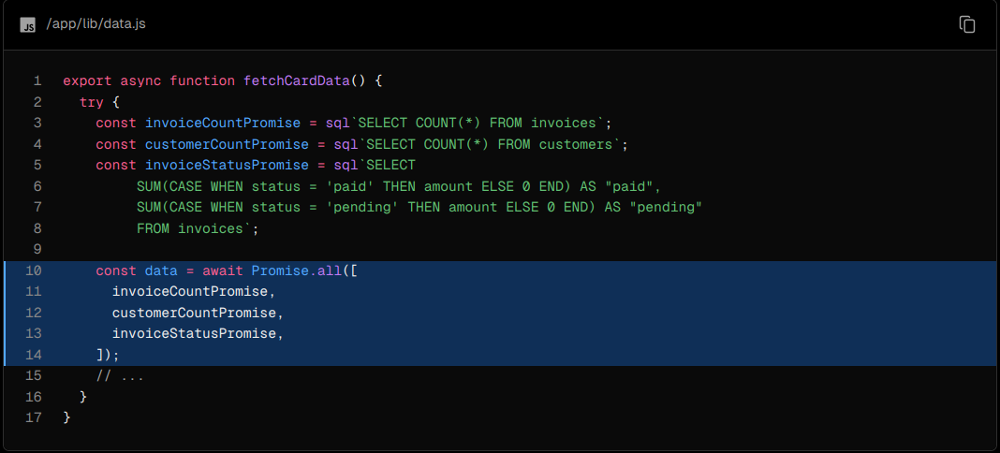 JS /app/lib/data.js
1 export async function fetchCardData() {
2 try {
3 const invoiceCountPromise = sql`SELECT COUNT(*) FROM invoices`;
4 const customerCountPromise = sql`SELECT COUNT(*) FROM customers`;
5 const invoiceStatusPromise = sql`SELECT
6 SUM(CASE WHEN status = 'paid' THEN amount ELSE 0 END) AS "paid",
7 SUM(CASE WHEN status = 'pending' THEN amount ELSE 0 END) AS "pending"
8 FROM invoices`;
9
10 const data = await Promise.all([
11 invoiceCountPromise,
12 customerCountPromise,
13 invoiceStatusPromise,
14 ]);
15 // ...
16 }
17 }